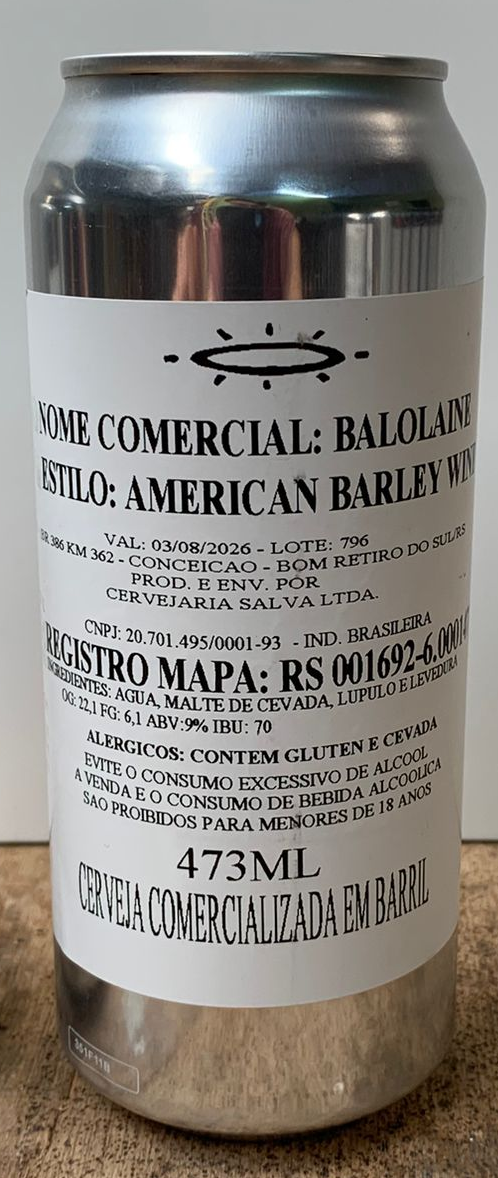 NOME COMERCIAL: BALOLAINE
ESTILO: AMERICAN BARLEY WINE
VAL: 03/08/2026 - LOTE: 796
BR 386 KM 362 - CONCEICAO - BOM RETIRO DO SUL/RS
PROD. E ENV. POR
CERVEJARIA SALVA LTDA.
CNPJ: 20.701.495/0001-93 - IND. BRASILEIRA
REGISTRO MAPA: RS 001692-6.00014
INGREDIENTES: AGUA, MALTE DE CEVADA, LUPULO E LEVEDURA
OG: 22,1 FG: 6,1 ABV:9% IBU: 70
ALERGICOS: CONTEM GLUTEN E CEVADA
EVITE O CONSUMO EXCESSIVO DE ALCOOL
A VENDA E O CONSUMO DE BEBIDA ALCOOLICA
SAO PROIBIDOS PARA MENORES DE 18 ANOS
473ML
CERVEJA COMERCIALIZADA EM BARRIL